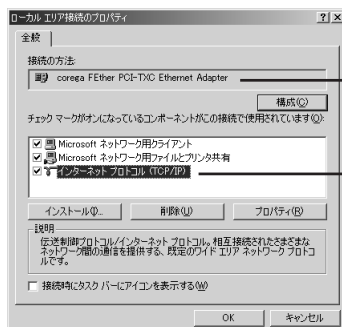 ローカル エリア接続のプロパティ
全般
接続の方法:
corega FEther PCI-TXC Ethernet Adapter
構成(C)
チェック マークがオンになっているコンポーネントがこの接続で使用されています(O):
Microsoft ネットワーク用クライアント
Microsoft ネットワーク用ファイルとプリンタ共有
インターネット プロトコル (TCP/IP)
インストール(I)... 削除(U) プロパティ(R)
説明
伝送制御プロトコル/インターネット プロトコル。相互接続されたさまざまな
ネットワーク間の通信を提供する、既定のワイド エリア ネットワーク プロトコ
ルです。
接続時にタスク バーにアイコンを表示する(W)
OK キャンセル